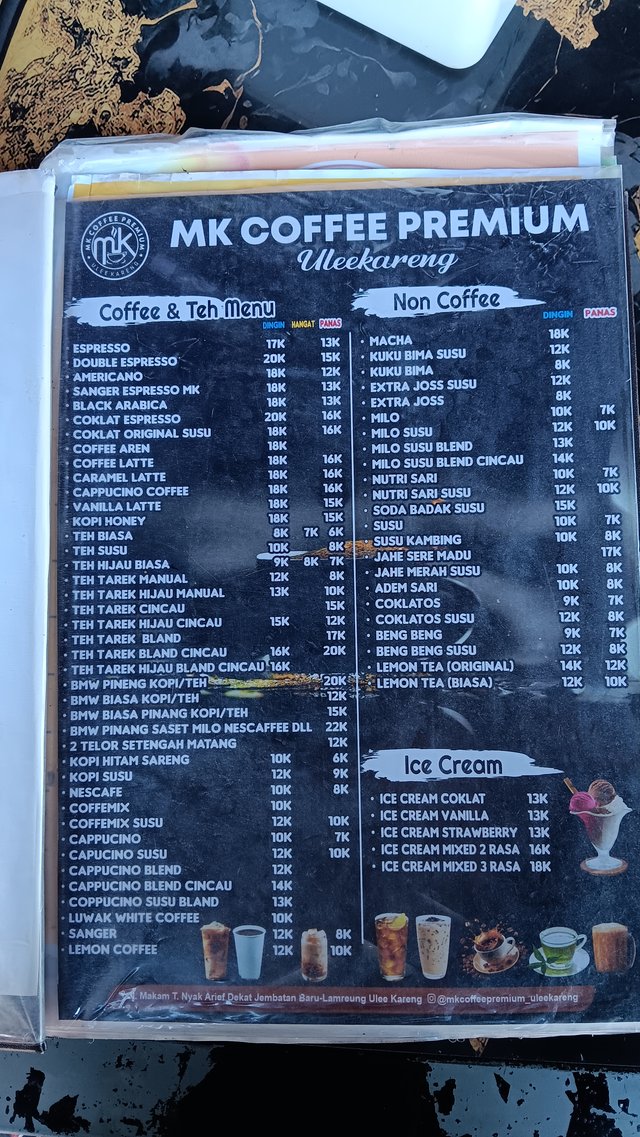 MK COFFEE PREMIUM
ULEE KARENG
mk
MK COFFEE PREMIUM
Uleekareng
Coffee & Teh Menu
DINGIN HANGAT PANAS
• ESPRESSO 17K 13K
• DOUBLE ESPRESSO 20K 15K
• AMERICANO 18K 12K
• SANGER ESPRESSO MK 18K 13K
• BLACK ARABICA 18K 13K
• COKLAT ESPRESSO 20K 16K
• COKLAT ORIGINAL SUSU 18K 16K
• COFFEE AREN 18K
• COFFEE LATTE 18K 16K
• CARAMEL LATTE 18K 16K
• CAPPUCINO COFFEE 18K 16K
• VANILLA LATTE 18K 15K
• KOPI HONEY 18K 15K
• TEH BIASA 8K 7K 6K
• TEH SUSU 10K 8K
• TEH HIJAU BIASA 9K 8K 7K
• TEH TAREK MANUAL 12K 8K
• TEH TAREK HIJAU MANUAL 13K 10K
• TEH TAREK CINCAU 15K
• TEH TAREK HIJAU CINCAU 15K 12K
• TEH TAREK BLAND 17K
• TEH TAREK BLAND CINCAU 16K 20K
• TEH TAREK HIJAU BLAND CINCAU 16K
• BMW PINENG KOPI/TEH 20K
• BMW BIASA KOPI/TEH 12K
• BMW BIASA PINANG KOPI/TEH 15K
• BMW PINANG SASET MILO NESCAFFEE DLL 22K
• 2 TELOR SETENGAH MATANG 12K
• KOPI HITAM SARENG 10K 6K
• KOPI SUSU 12K 9K
• NESCAFE 10K 8K
• COFFEMIX 10K
• COFFEMIX SUSU 12K 10K
• CAPPUCINO 10K 7K
• CAPUCINO SUSU 12K 10K
• CAPPUCINO BLEND 12K
• CAPPUCINO BLEND CINCAU 14K
• COPPUCINO SUSU BLAND 13K
• LUWAK WHITE COFFEE 10K
• SANGER 12K 8K
• LEMON COFFEE 12K 10K
Non Coffee
DINGIN PANAS
• MACHA 18K
• KUKU BIMA SUSU 12K
• KUKU BIMA 8K
• EXTRA JOSS SUSU 12K
• EXTRA JOSS 8K
• MILO 10K 7K
• MILO SUSU 12K 10K
• MILO SUSU BLEND 13K
• MILO SUSU BLEND CINCAU 14K
• NUTRI SARI 10K 7K
• NUTRI SARI SUSU 12K 10K
• SODA BADAK SUSU 15K
• SUSU 10K 7K
• SUSU KAMBING 10K 8K
• JAHE SERE MADU 17K
• JAHE MERAH SUSU 10K 8K
• ADEM SARI 10K 8K
• COKLATOS 9K 7K
• COKLATOS SUSU 12K 8K
• BENG BENG 9K 7K
• BENG BENG SUSU 12K 8K
• LEMON TEA (ORIGINAL) 14K 12K
• LEMON TEA (BIASA) 12K 10K
Ice Cream
• ICE CREAM COKLAT 13K
• ICE CREAM VANILLA 13K
• ICE CREAM STRAWBERRY 13K
• ICE CREAM MIXED 2 RASA 16K
• ICE CREAM MIXED 3 RASA 18K
Makam T. Nyak Arief Dekat Jembatan Baru-Lamreung Ulee Kareng @mkcoffeepremium_uleekareng